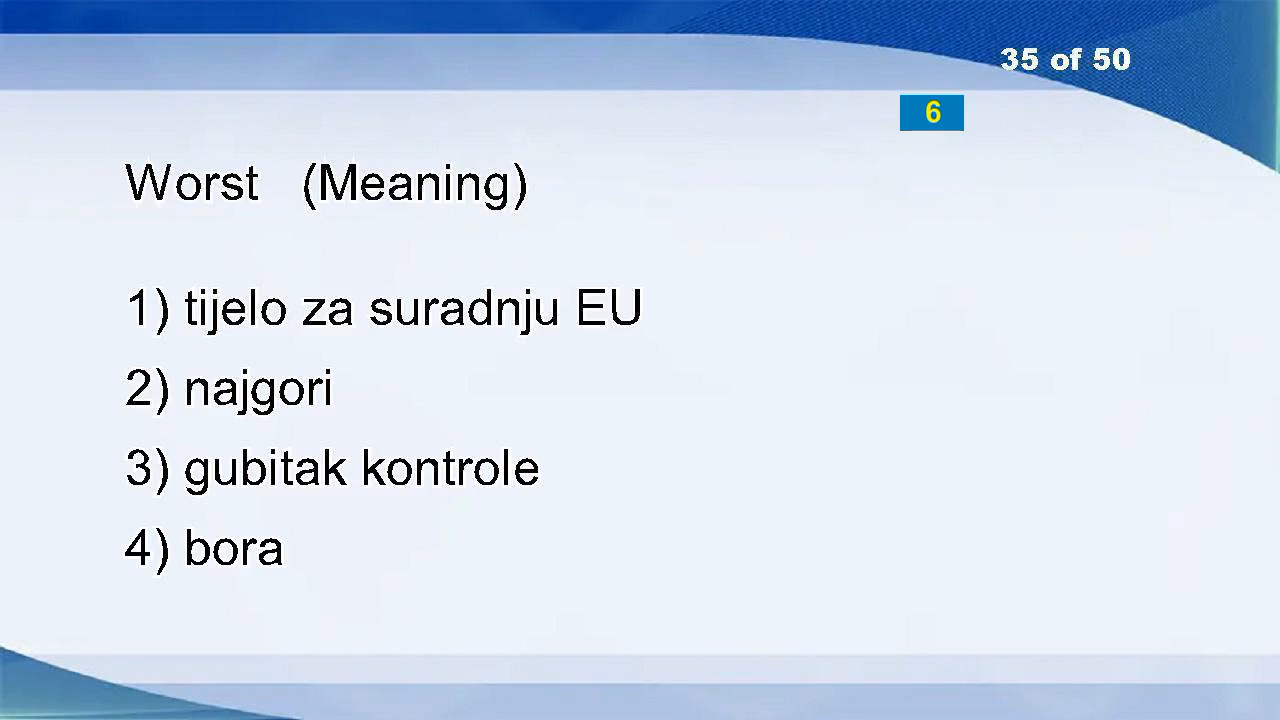 35 of 50
6
Worst (Meaning)
1) tijelo za suradnju EU
2) najgori
3) gubitak kontrole
4) bora